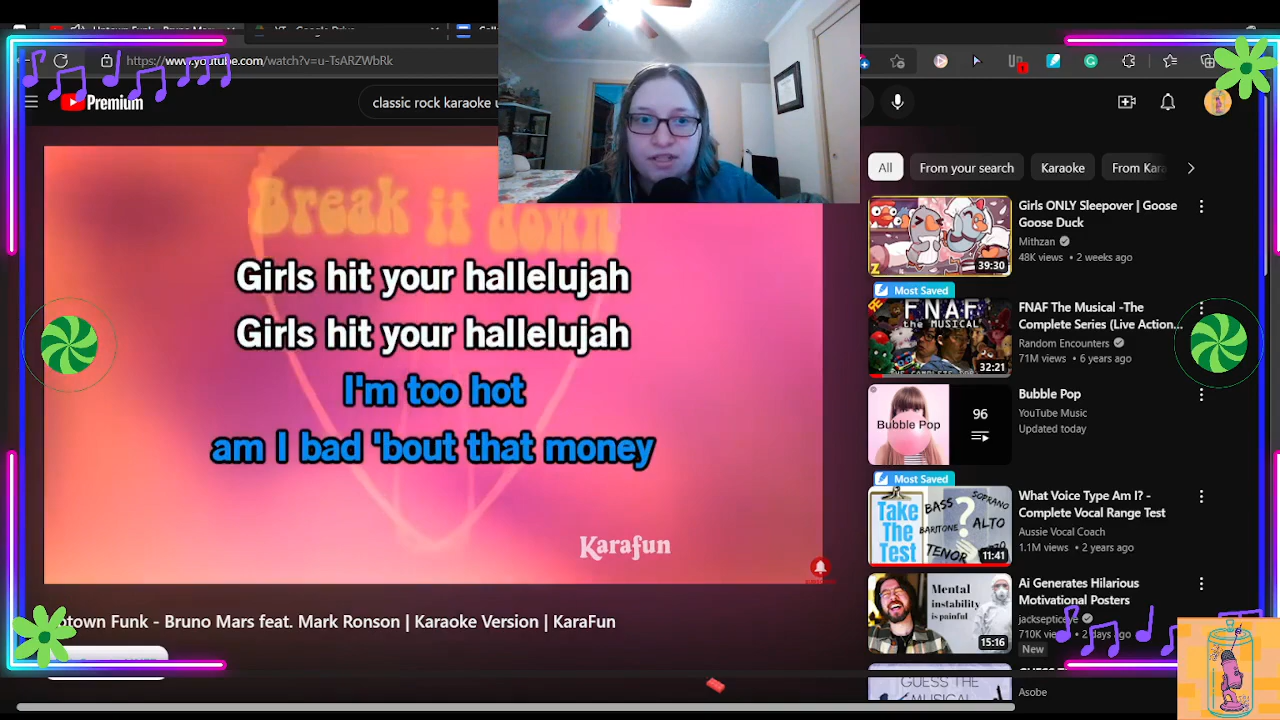 https://www.youtube.com/watch?v=u-TsARZWbRk
Premium
classic rock karaoke
Break it down
Girls hit your hallelujah
Girls hit your hallelujah
I'm too hot
am I bad 'bout that money
Karafun
Uptown Funk - Bruno Mars feat. Mark Ronson | Karaoke Version | KaraFun
All
From your search
Karaoke
From Kara
Girls ONLY Sleepover | Goose
Goose Duck
Mithzan
48K views • 2 weeks ago
39:30
Most Saved
FNAF
the MUSICAL
32:21
FNAF The Musical -The
Complete Series (Live Action...
Random Encounters
71M views • 6 years ago
Bubble Pop
96
Bubble Pop
YouTube Music
Updated today
Most Saved
Take
The
Test
BASS
SOPRANO
BARITONE
ALTO
TENOR
11:41
What Voice Type Am I? -
Complete Vocal Range Test
Aussie Vocal Coach
1.1M views • 2 years ago
Mental
instability
is painful
15:16
Ai Generates Hilarious
Motivational Posters
jacksepticeye
710K views • 2 days ago
New
GUESS THE
MUSICAL
Asobe